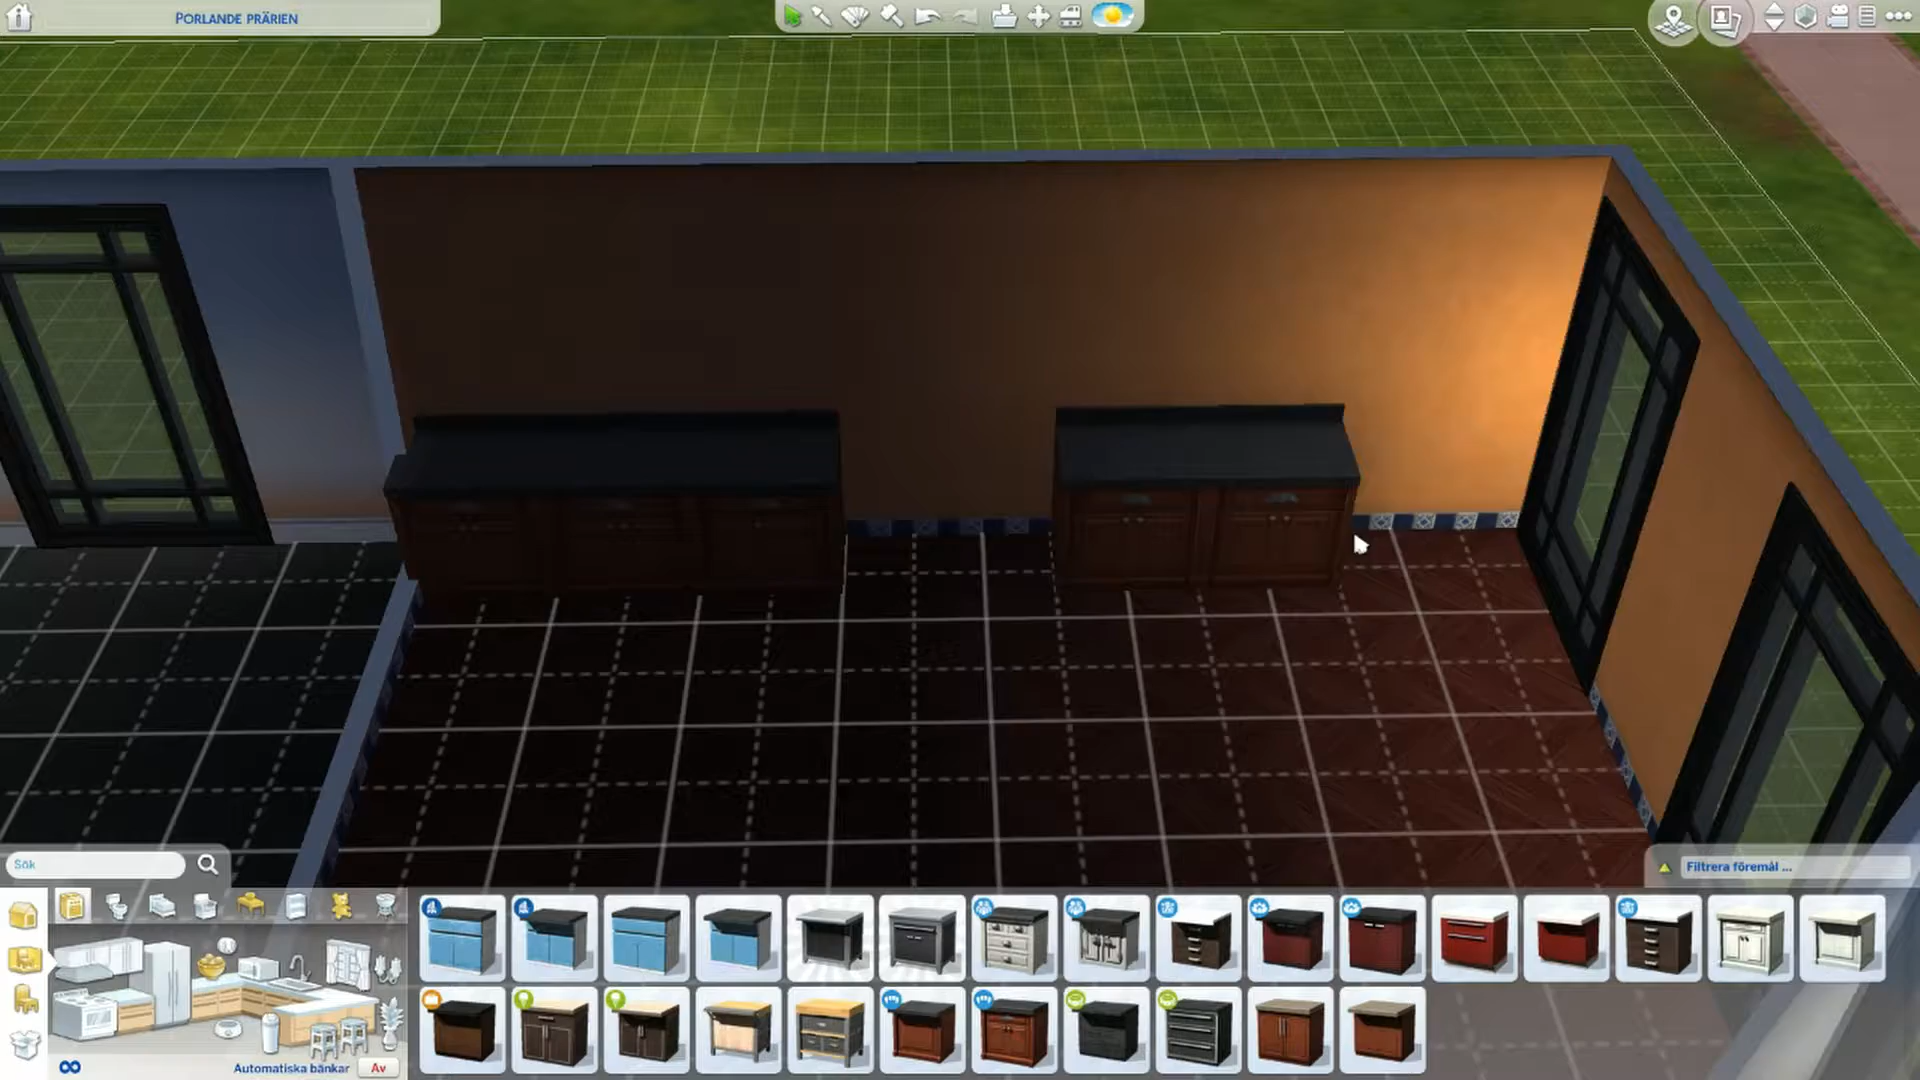 PORLANDE PRÄRIEN
Sök
Filtrera föremål ...
Automatiska bänkar
Av